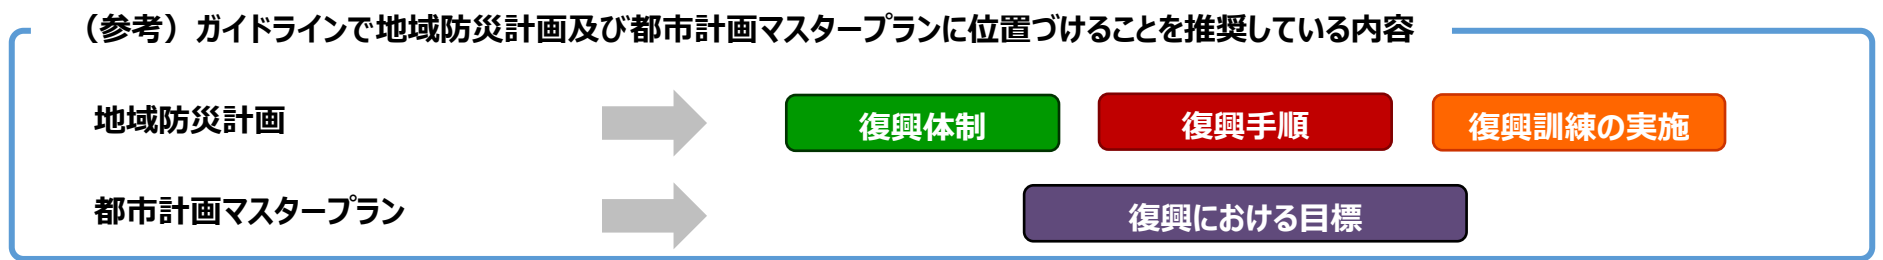 （参考）ガイドラインで地域防災計画及び都市計画マスタープランに位置づけることを推奨している内容
地域防災計画 復興体制 復興手順 復興訓練の実施
都市計画マスタープラン 復興における目標